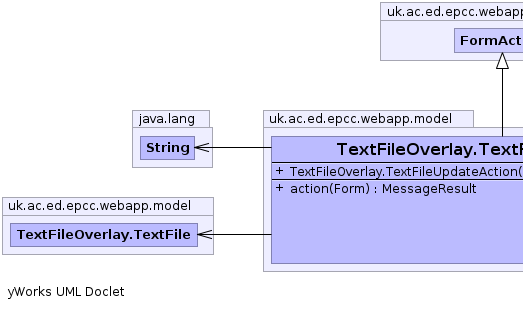 uk.ac.ed.epcc.webapp
FormAct
java.lang
String
uk.ac.ed.epcc.webapp.model
TextFileOverlay.TextF
+ TextFileOverlay.TextFileUpdateAction(
+ action(Form) : MessageResult
uk.ac.ed.epcc.webapp.model
TextFileOverlay.TextFile
yWorks UML Doclet